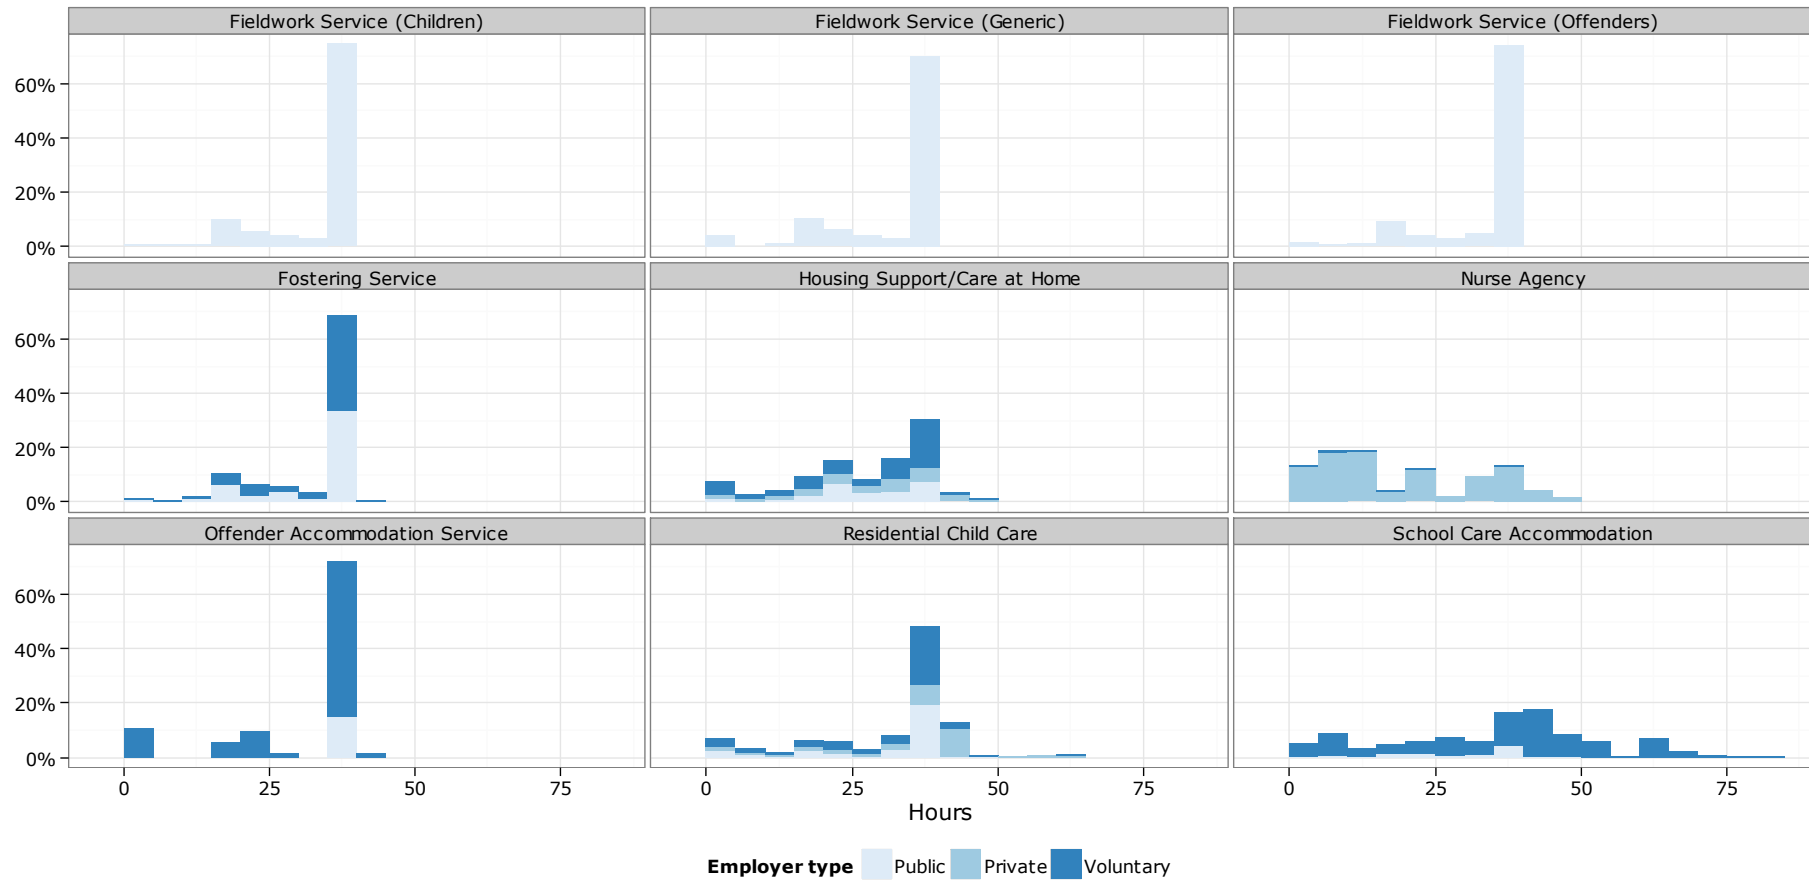 Fieldwork Service (Children) Fieldwork Service (Generic) Fieldwork Service (Offenders)
60%
40%
20%
0%
Fostering Service Housing Support/Care at Home Nurse Agency
60%
40%
20%
0%
Offender Accommodation Service Residential Child Care School Care Accommodation
60%
40%
20%
0%
0 25 50 75 0 25 50 75 0 25 50 75
Hours
Employer type Public Private Voluntary